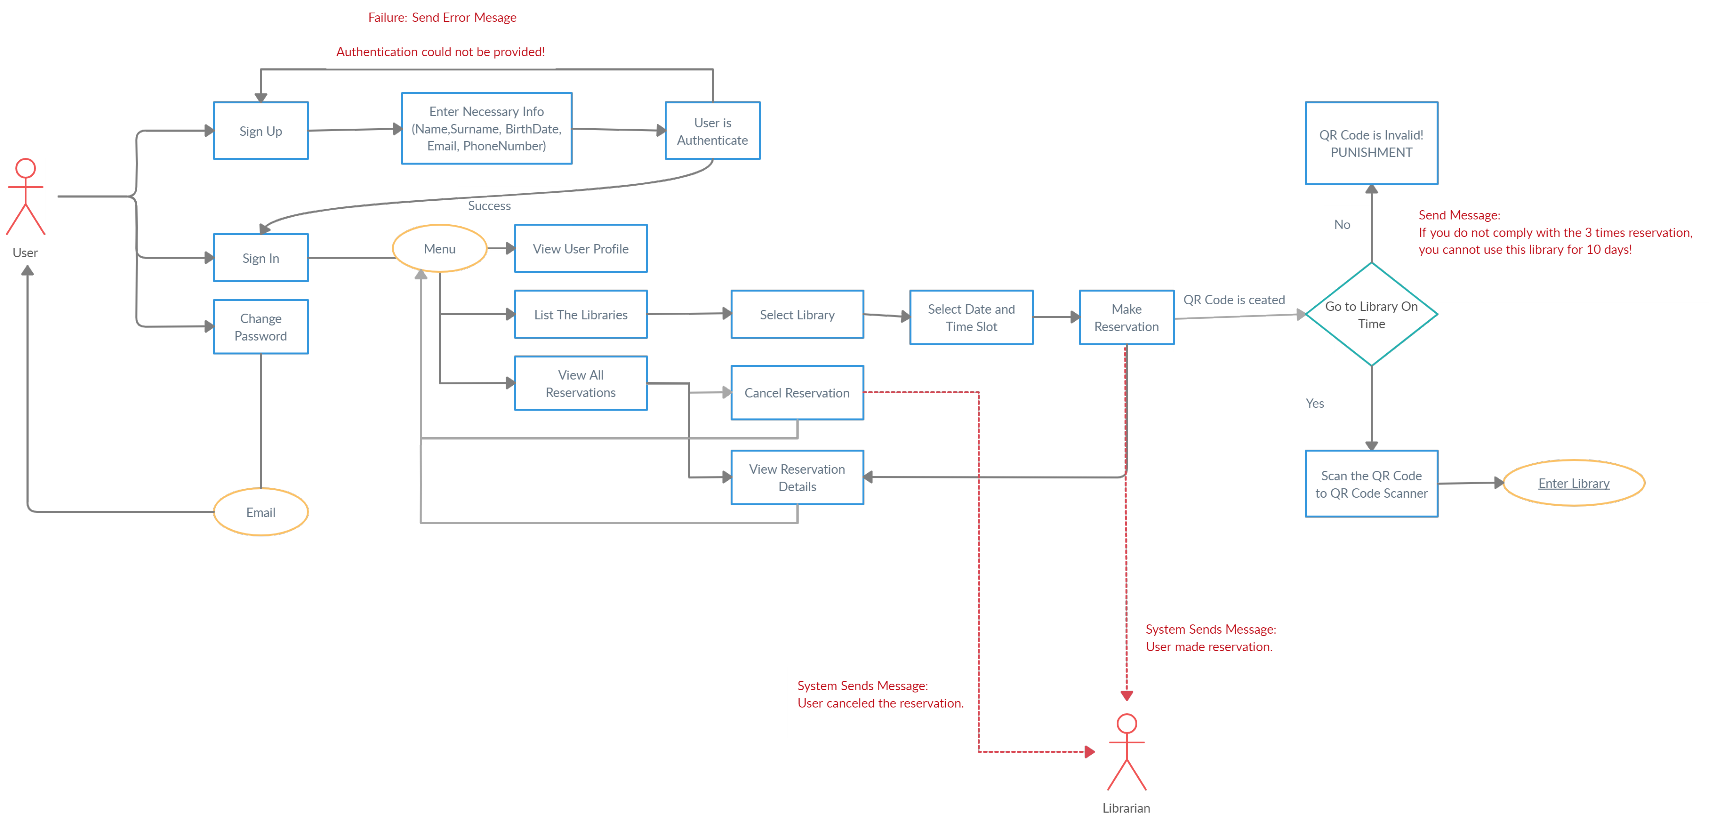 Failure: Send Error Mesage
Authentication could not be provided!
Sign Up
Enter Necessary Info
(Name,Surname, BirthDate,
Email, PhoneNumber)
User is
Authenticate
QR Code is Invalid!
PUNISHMENT
User
Success
Sign In
Menu
View User Profile
No
Send Message:
If you do not comply with the 3 times reservation,
you cannot use this library for 10 days!
Change
Password
List The Libraries
Select Library
Select Date and
Time Slot
Make
Reservation
QR Code is ceated
Go to Library On
Time
View All
Reservations
Cancel Reservation
Yes
View Reservation
Details
Scan the QR Code
to QR Code Scanner
Enter Library
Email
System Sends Message:
User made reservation.
System Sends Message:
User canceled the reservation.
Librarian